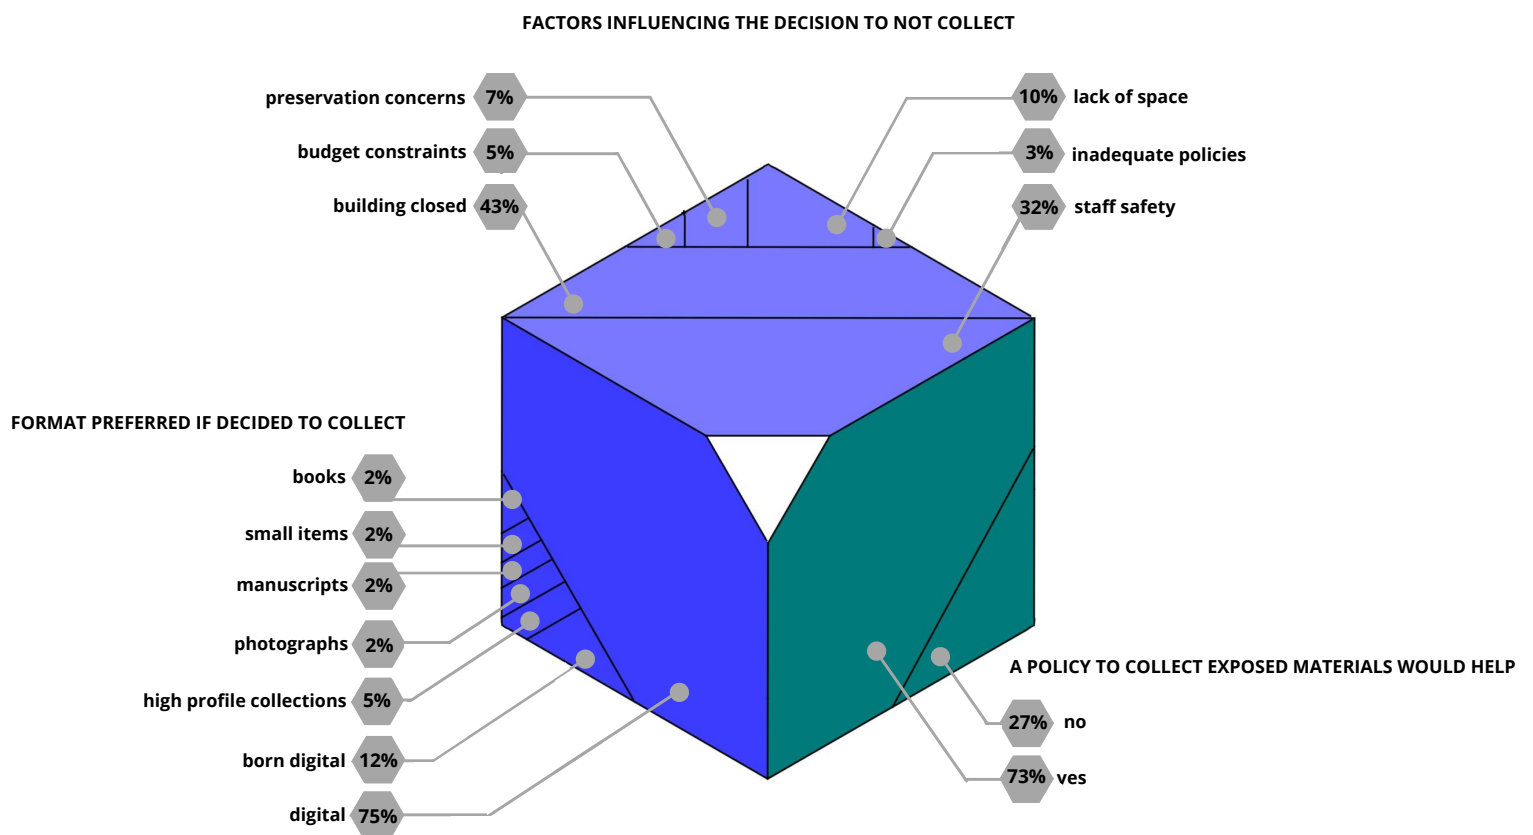 FACTORS INFLUENCING THE DECISION TO NOT COLLECT
preservation concerns 7%
budget constraints 5%
building closed 43%
10% lack of space
3% inadequate policies
32% staff safety
FORMAT PREFERRED IF DECIDED TO COLLECT
books 2%
small items 2%
manuscripts 2%
photographs 2%
high profile collections 5%
born digital 12%
digital 75%
A POLICY TO COLLECT EXPOSED MATERIALS WOULD HELP
27% no
73% ves